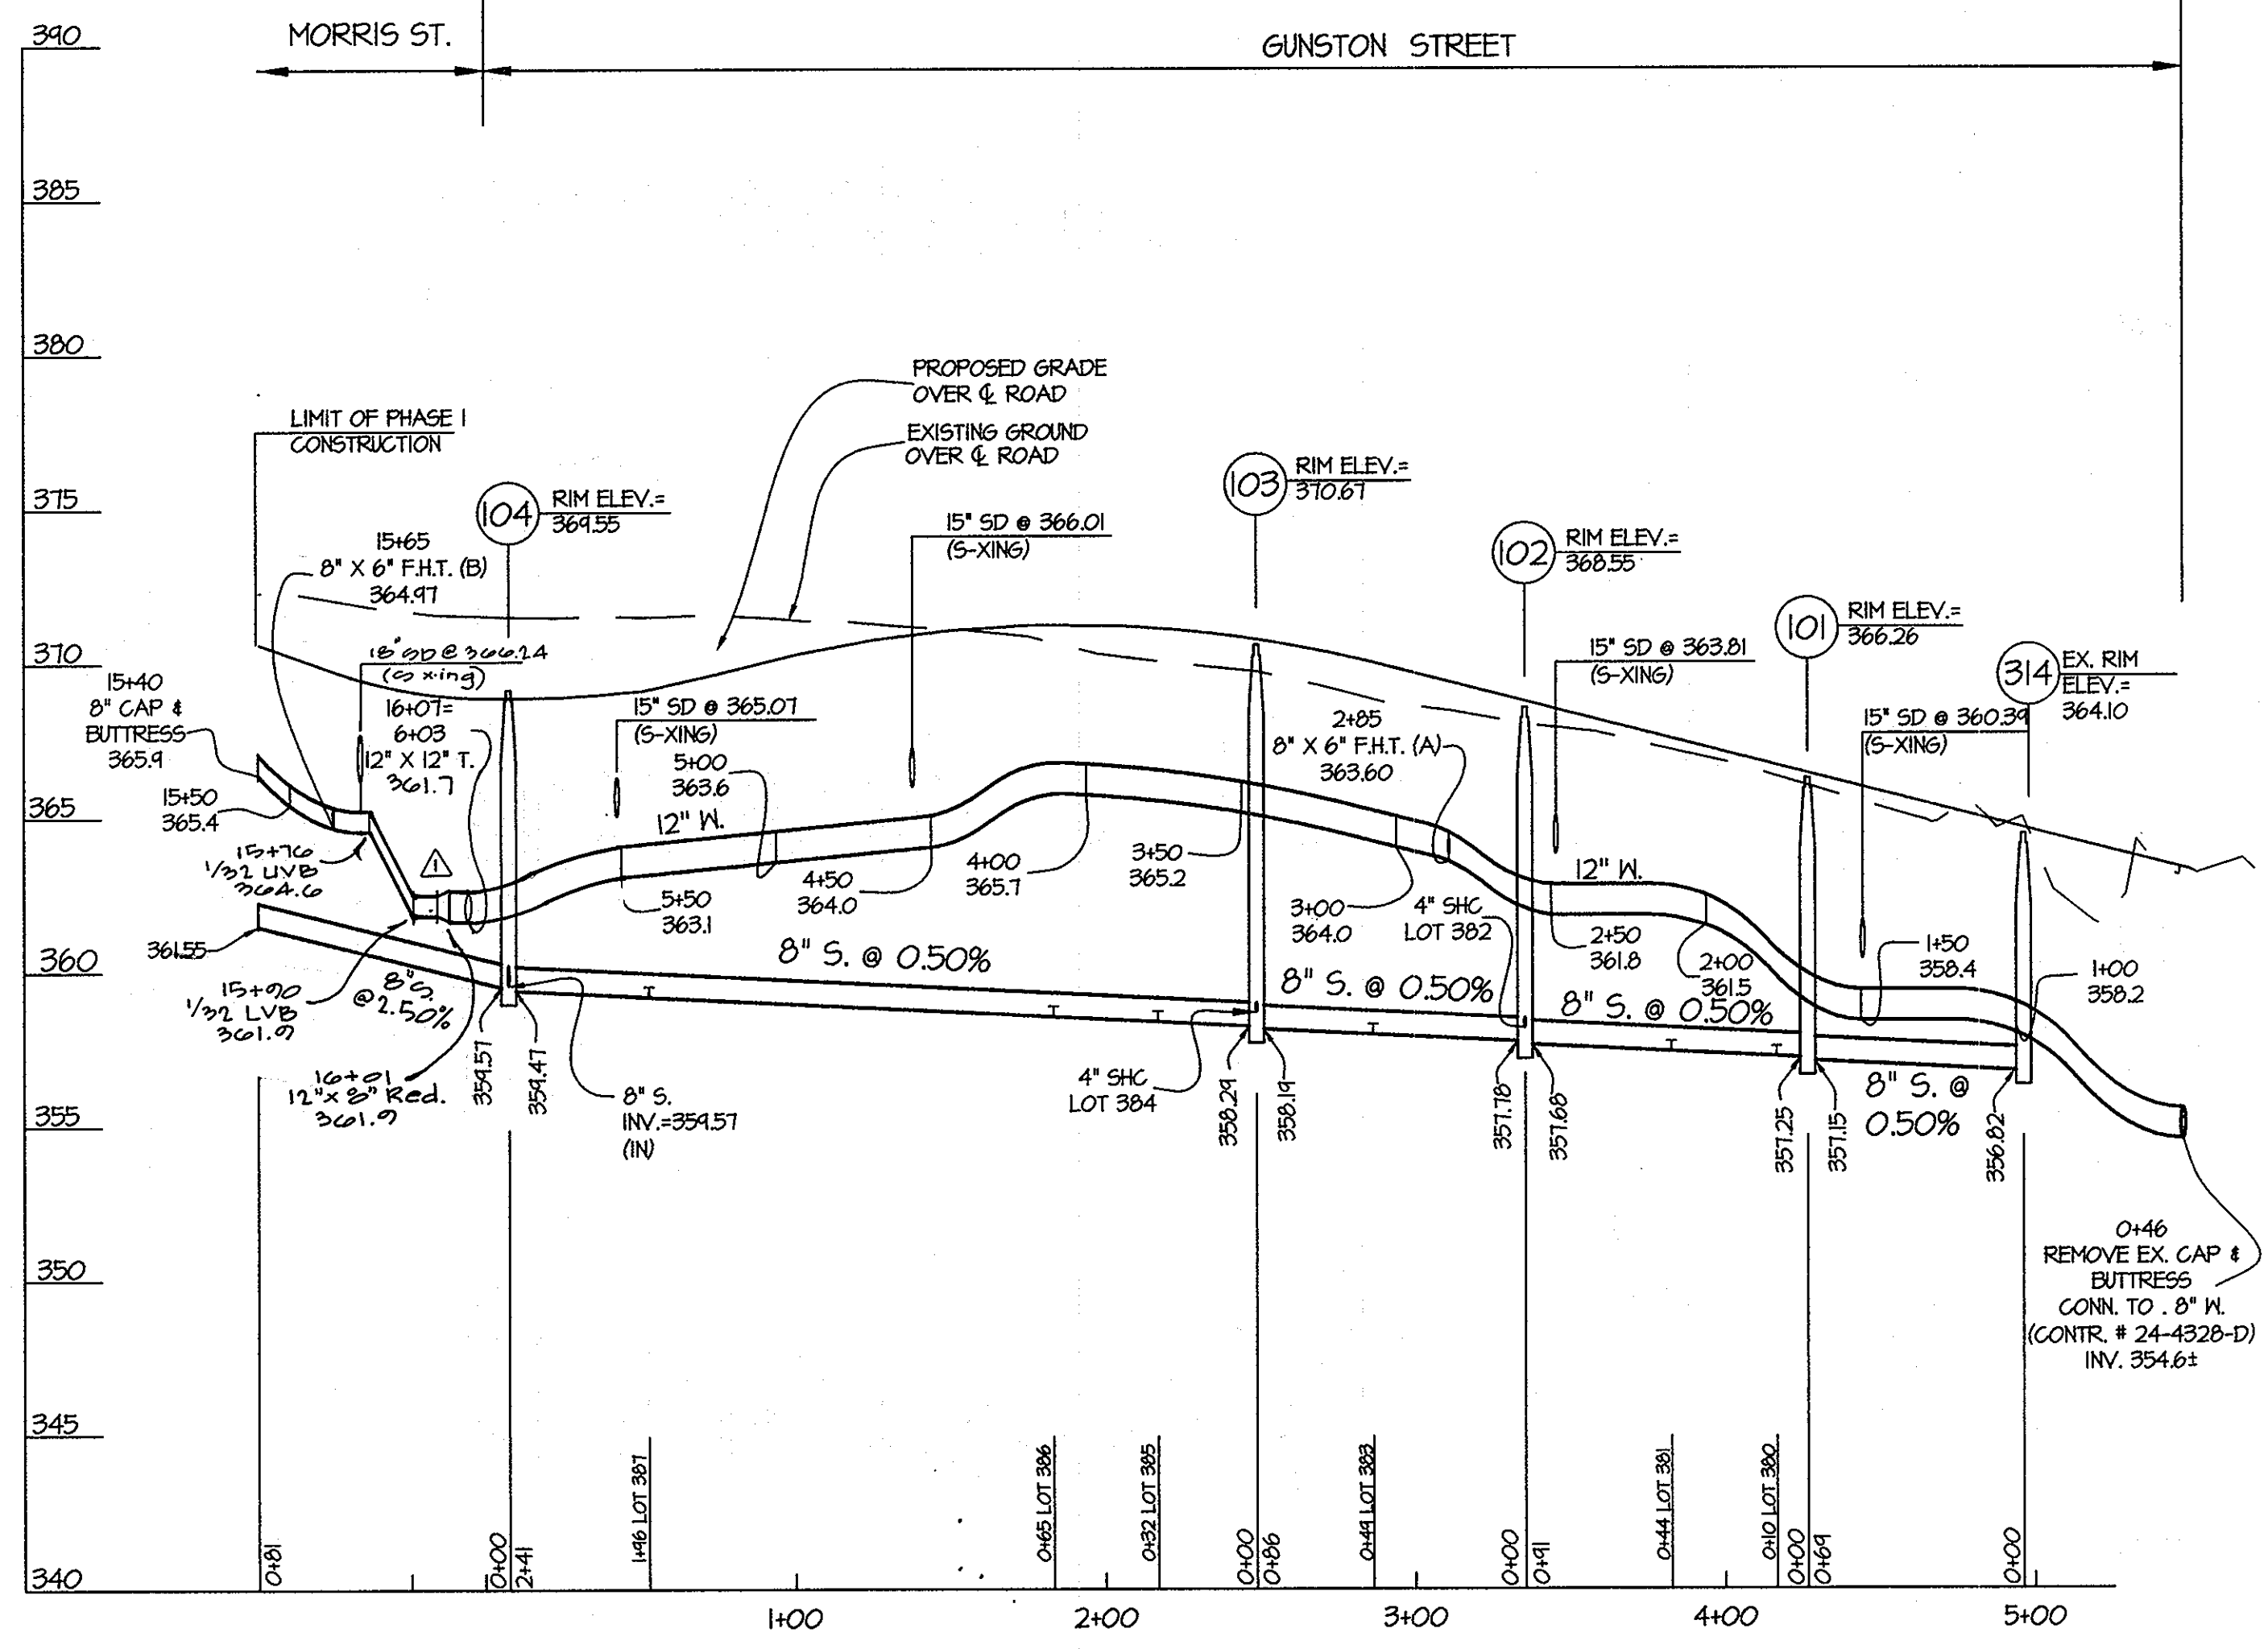 MORRIS ST.
GUNSTON STREET
390
385
380
375
370
365
360
355
350
345
340
PROPOSED GRADE
OVER ℄ ROAD
EXISTING GROUND
OVER ℄ ROAD
LIMIT OF PHASE 1
CONSTRUCTION
104
RIM ELEV.=
369.55
103
RIM ELEV.=
370.67
102
RIM ELEV.=
368.55
101
RIM ELEV.=
366.26
314
EX. RIM
ELEV.=
364.10
15+65
8" X 6" F.H.T. (B)
364.97
18" SD @ 366.24
(S xing)
15" SD @ 366.01
(S-XING)
15" SD @ 365.07
(S-XING)
15" SD @ 363.81
(S-XING)
15" SD @ 360.39
(S-XING)
15+40
8" CAP &
BUTTRESS
365.9
15+50
365.4
16+07=
6+03
12" X 12" T.
361.7
15+76
1/32 UVB
364.6
1
12" W.
5+00
363.6
5+50
363.1
4+50
364.0
4+00
365.7
3+50
365.2
2+85
8" X 6" F.H.T. (A)
363.60
3+00
364.0
4" SHC
LOT 382
12" W.
2+50
361.8
2+00
361.5
1+50
358.4
1+00
358.2
361.55
15+90
1/32 LVB
361.9
8" S.
@ 2.50%
16+01
12" x 8" Red.
361.9
8" S. @ 0.50%
8" S. @ 0.50%
8" S. @ 0.50%
8" S. @
0.50%
359.57
359.47
8" S.
INV.=359.57
(IN)
4" SHC
LOT 384
358.29
358.19
357.78
357.68
357.25
357.15
356.82
0+46
REMOVE EX. CAP &
BUTTRESS
CONN. TO . 8" W.
(CONTR. # 24-4328-D)
INV. 354.6±
0+81
0+00
2+41
1+96 LOT 387
0+65 LOT 386
0+32 LOT 385
0+00
0+86
0+49 LOT 383
0+00
0+91
0+44 LOT 381
0+10 LOT 380
0+00
0+69
0+00
1+00
2+00
3+00
4+00
5+00